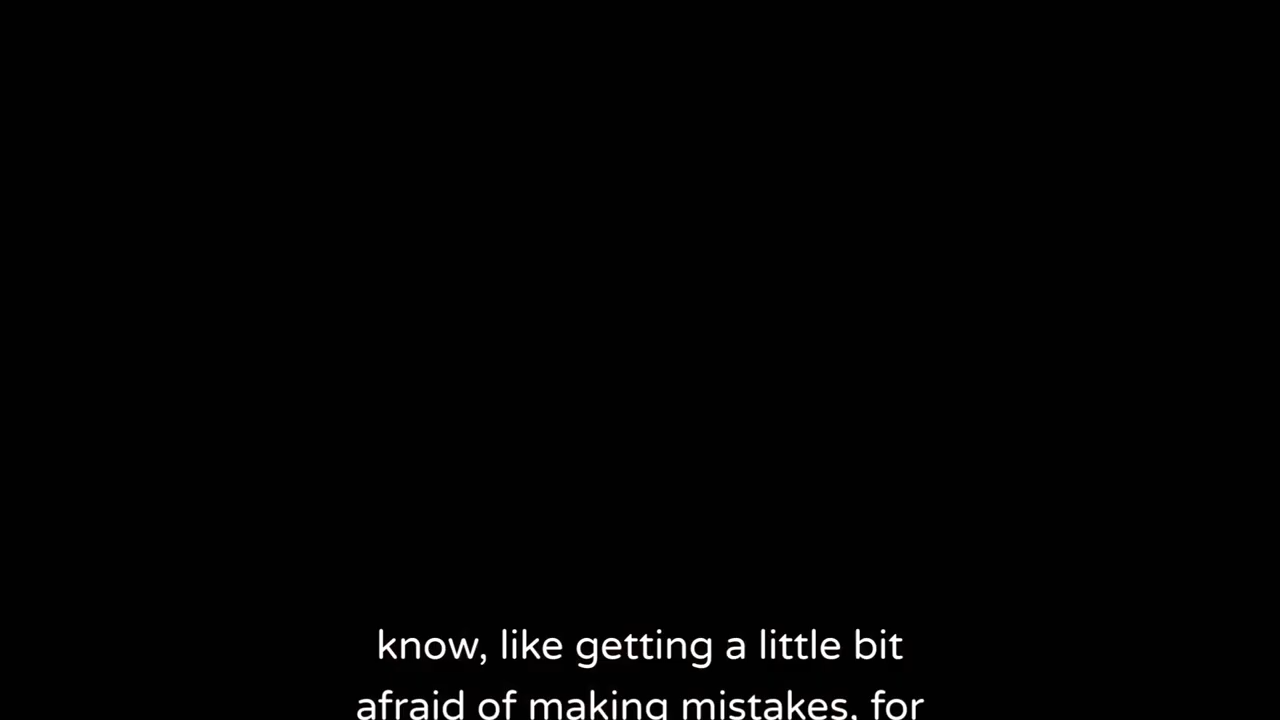 know, like getting a little bit
afraid of making mistakes, for